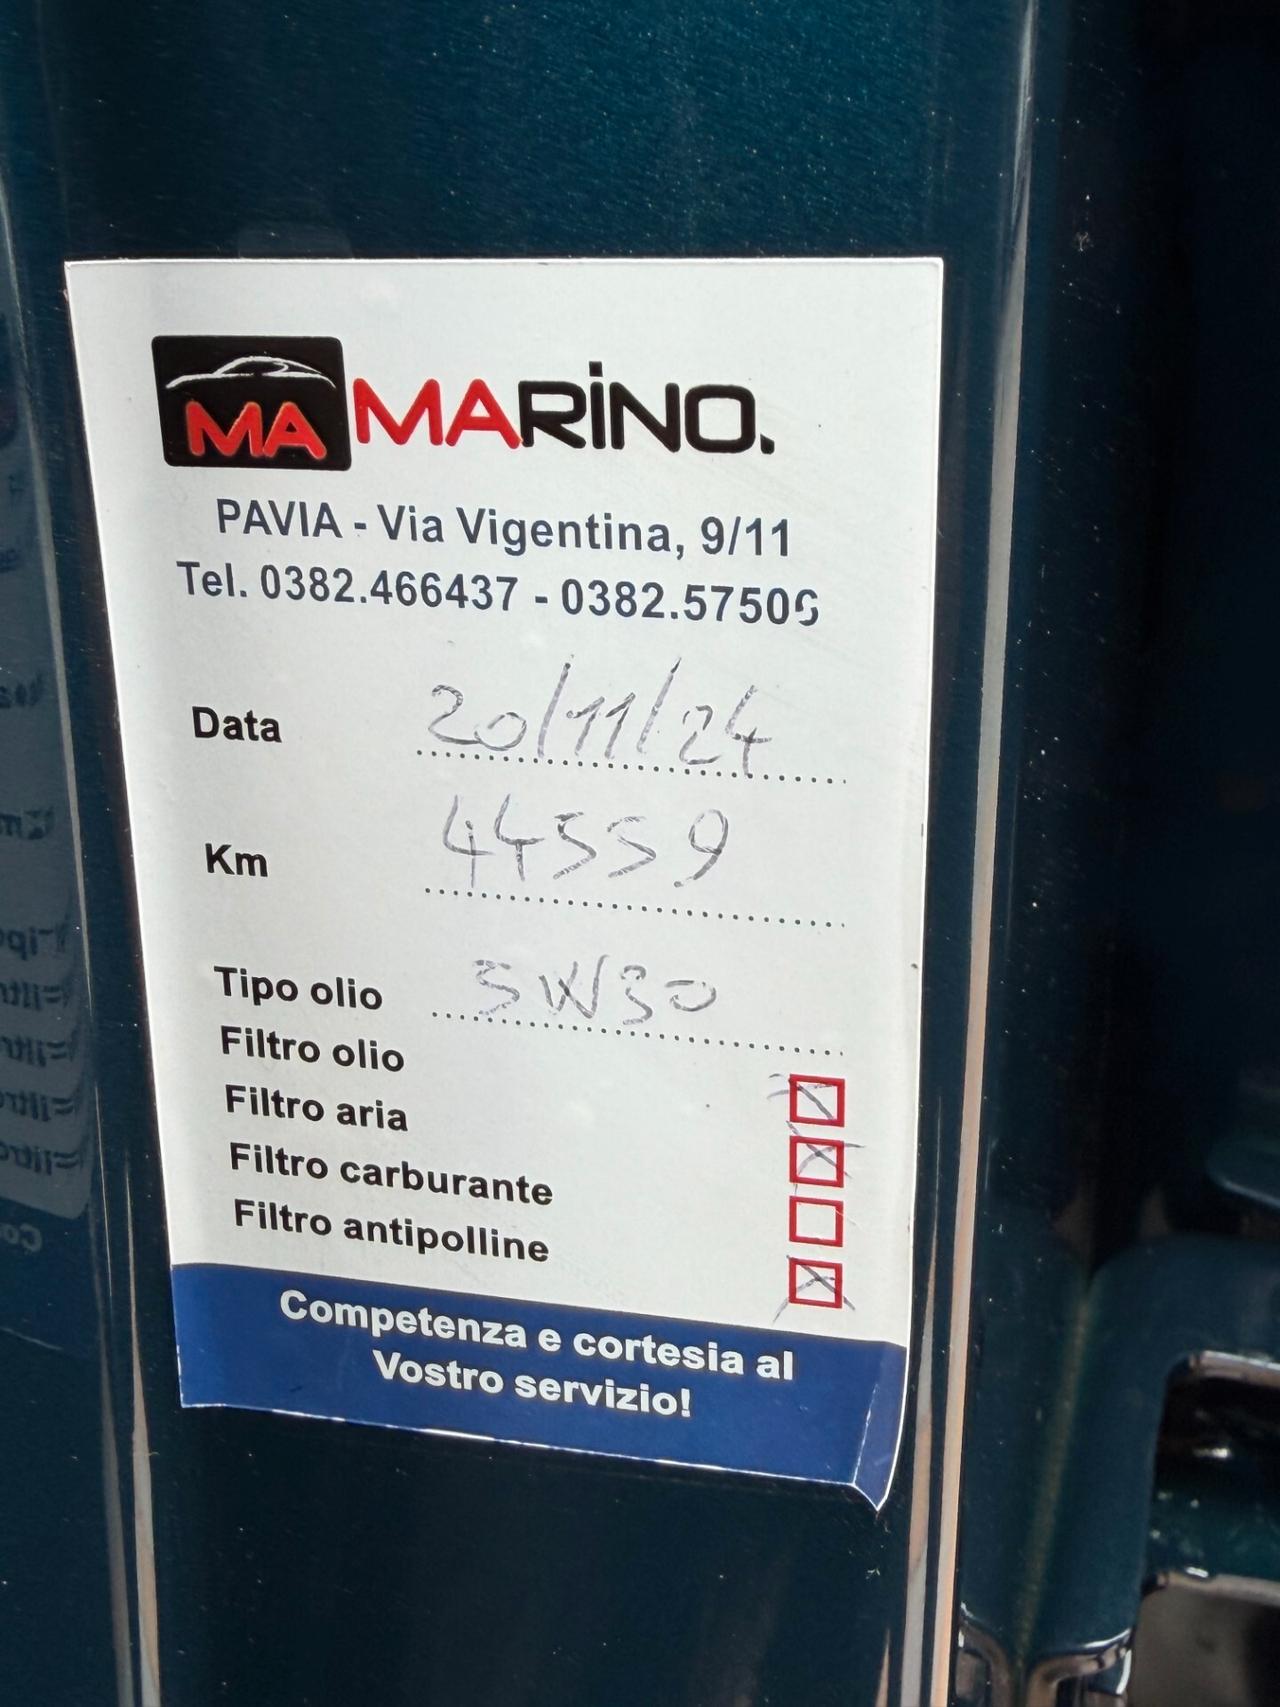 MA MARINO.
PAVIA - Via Vigentina, 9/11
Tel. 0382.466437 - 0382.57506
Data 20/11/24
Km 44559
Tipo olio 5W30
Filtro olio
Filtro aria
Filtro carburante
Filtro antipolline
Competenza e cortesia al
Vostro servizio!